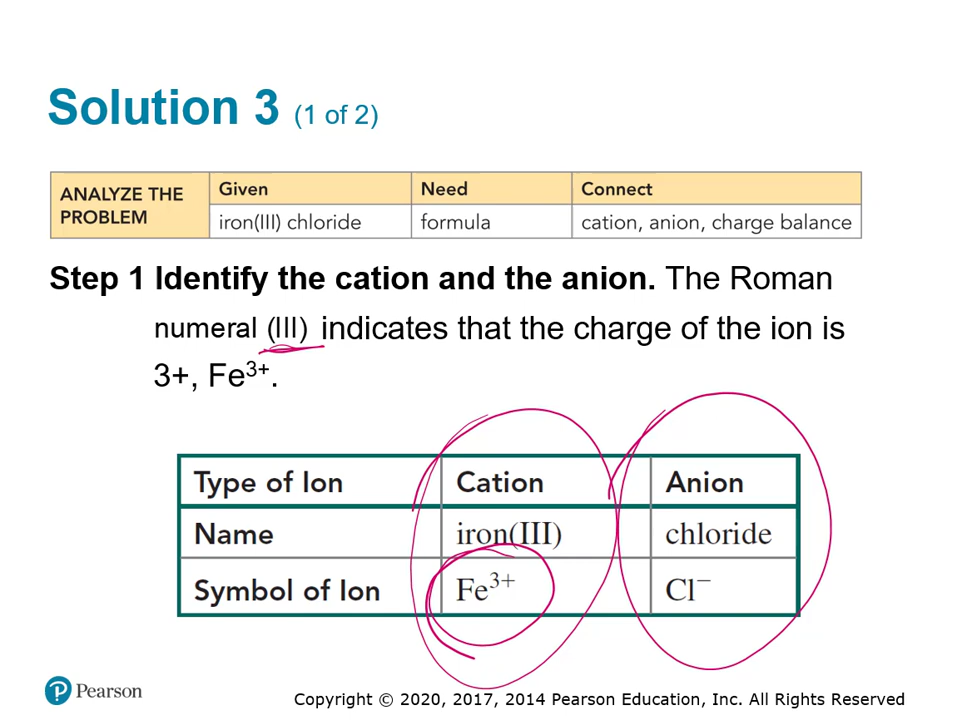 Solution 3 (1 of 2)
ANALYZE THE PROBLEM Given Need Connect
iron(III) chloride formula cation, anion, charge balance
Step 1 Identify the cation and the anion. The Roman
numeral (III) indicates that the charge of the ion is
3+, Fe³⁺.
Type of Ion Cation Anion
Name iron(III) chloride
Symbol of Ion Fe³⁺ Cl⁻
P Pearson
Copyright © 2020, 2017, 2014 Pearson Education, Inc. All Rights Reserved